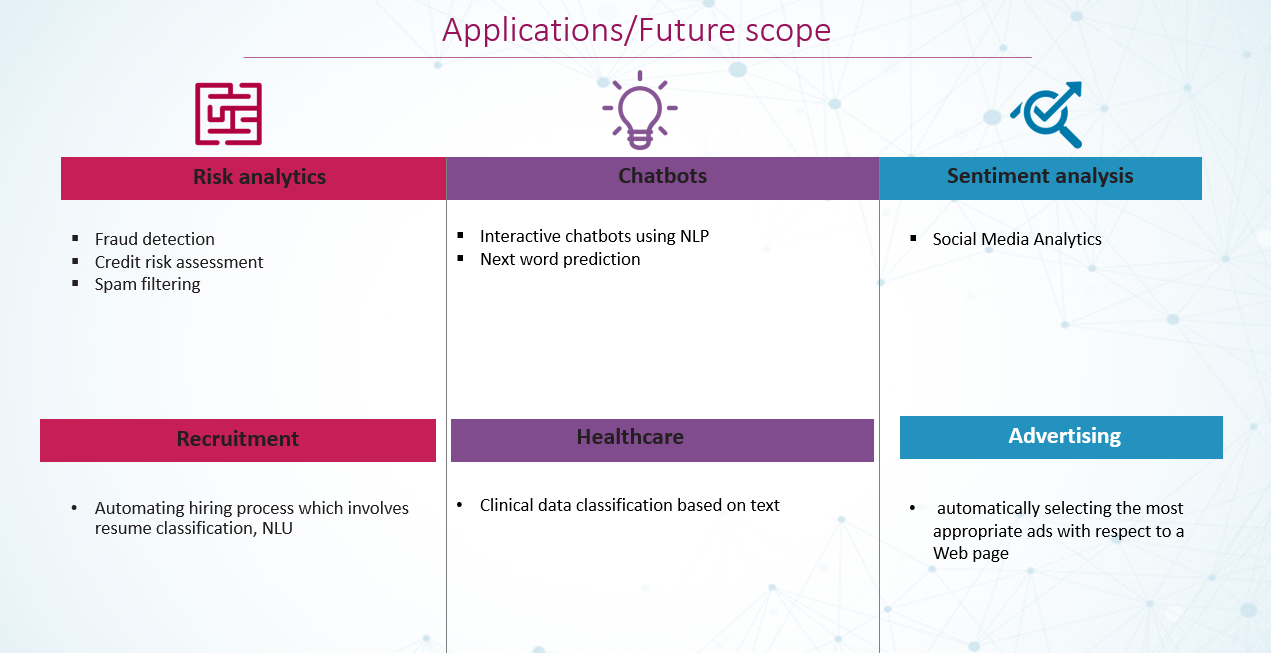 Applications/Future scope
Risk analytics
▪ Fraud detection
▪ Credit risk assessment
▪ Spam filtering
Chatbots
▪ Interactive chatbots using NLP
▪ Next word prediction
Sentiment analysis
▪ Social Media Analytics
Recruitment
• Automating hiring process which involves
resume classification, NLU
Healthcare
• Clinical data classification based on text
Advertising
• automatically selecting the most
appropriate ads with respect to a
Web page